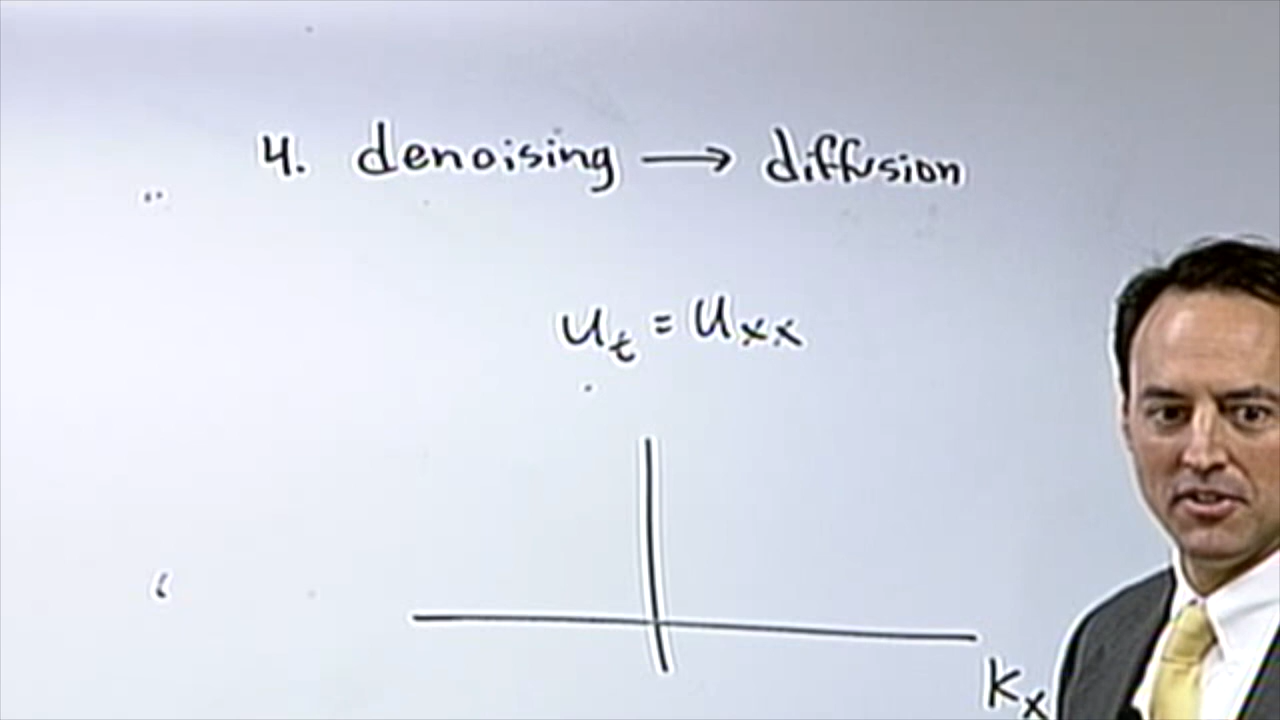 4. denoising → diffusion
u_t = u_xx
k_x